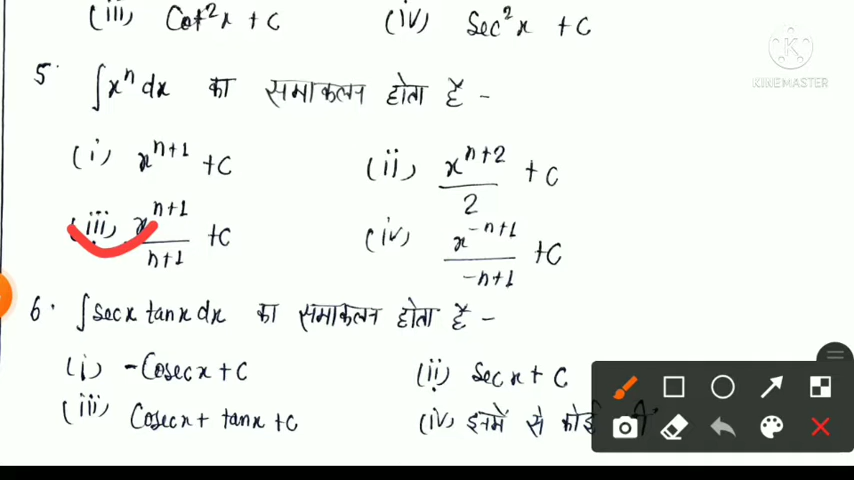 (iii) Cot²x + C (iv) Sec²x + C
KINEMASTER
5. ∫xⁿ dx का समाकलन होता है -
(i) xⁿ⁺¹ + C (ii) xⁿ⁺²/2 + C
(iii) xⁿ⁺¹/n+1 + C (iv) x⁻ⁿ⁺¹/-n+1 + C
6. ∫Secx tanx dx का समाकलन होता है -
(i) -Cosecx + C (ii) Secx + C
(iii) Cosecx + tanx + C (iv) इनमें से कोई